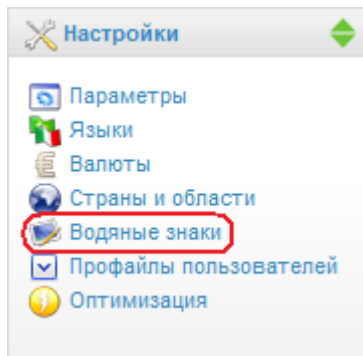 Настройки
Параметры
Языки
Валюты
Страны и области
Водяные знаки
Профайлы пользователей
Оптимизация